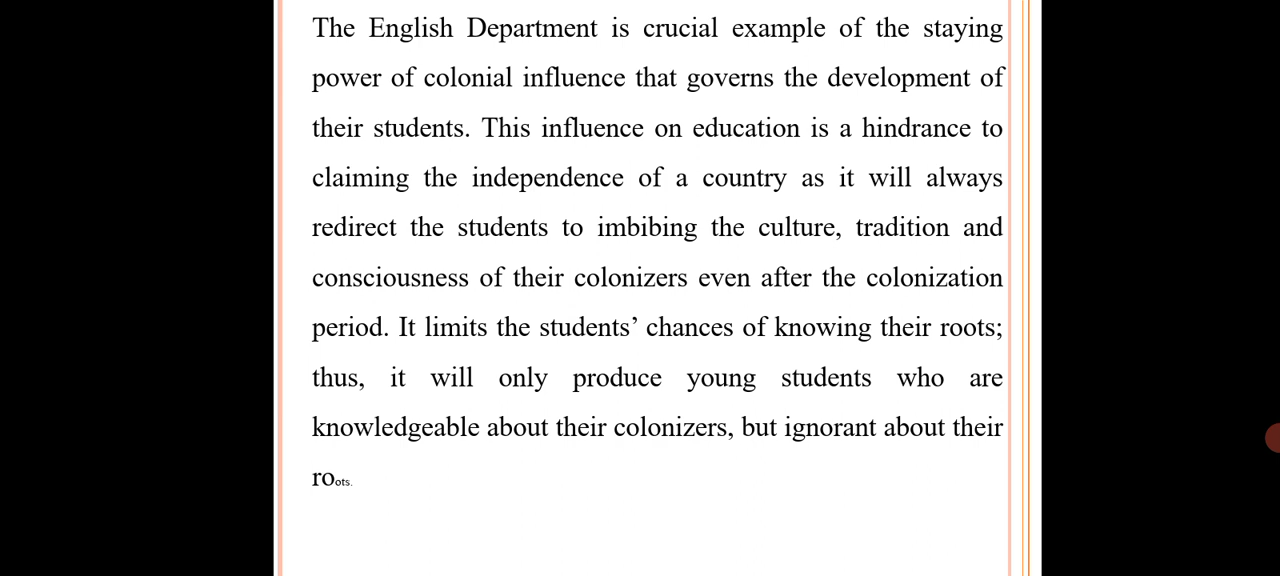 The English Department is crucial example of the staying
power of colonial influence that governs the development of
their students. This influence on education is a hindrance to
claiming the independence of a country as it will always
redirect the students to imbibing the culture, tradition and
consciousness of their colonizers even after the colonization
period. It limits the students’ chances of knowing their roots;
thus, it will only produce young students who are
knowledgeable about their colonizers, but ignorant about their
roots.